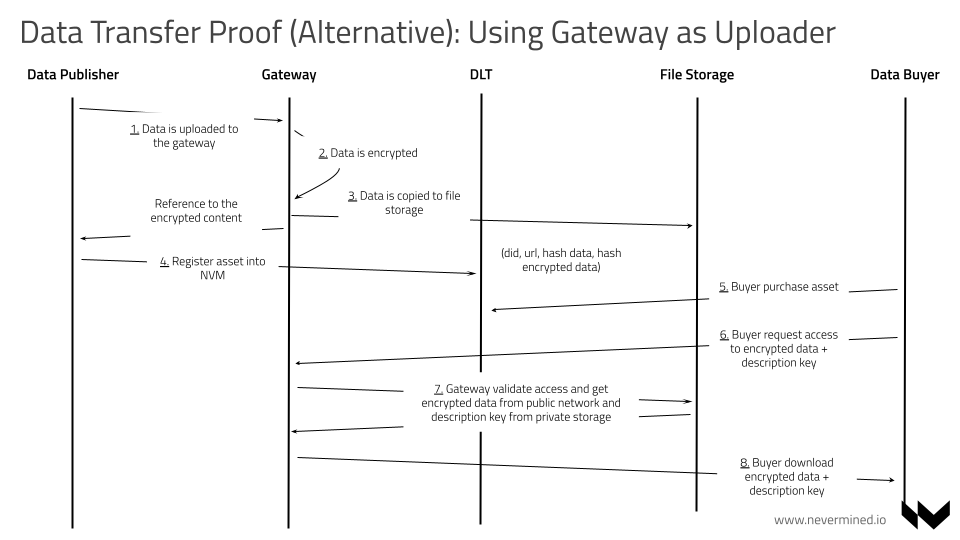 Data Transfer Proof (Alternative): Using Gateway as Uploader
Data Publisher
Gateway
DLT
File Storage
Data Buyer
1. Data is uploaded to
the gateway
2. Data is encrypted
3. Data is copied to file
storage
Reference to the
encrypted content
4. Register asset into
NVM
(did, url, hash data, hash
encrypted data)
5. Buyer purchase asset
6. Buyer request access
to encrypted data +
description key
7. Gateway validate access and get
encrypted data from public network and
description key from private storage
8. Buyer download
encrypted data +
description key
www.nevermined.io